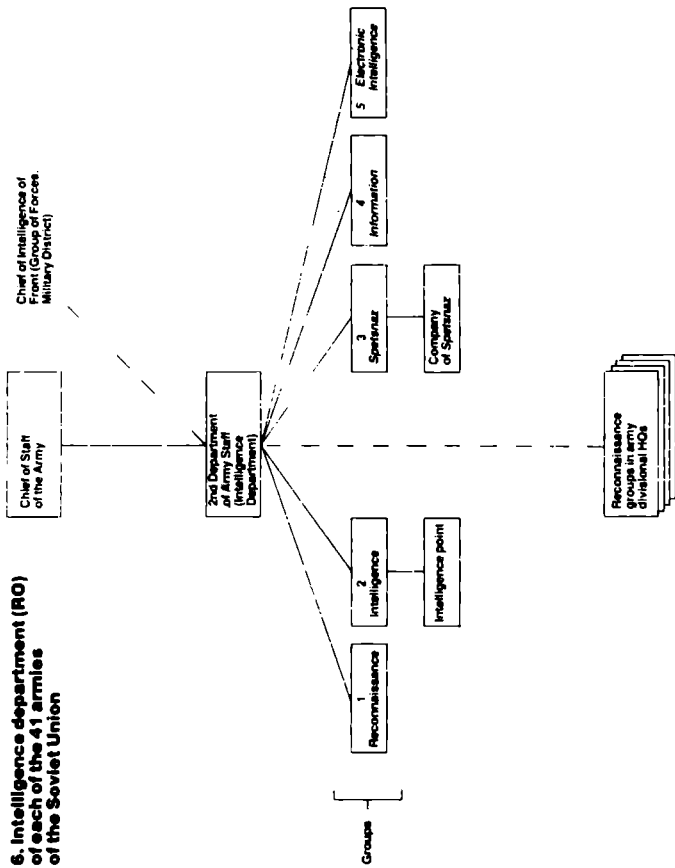 6. Intelligence department (RO)
of each of the 41 armies
of the Soviet Union
Chief of Staff
of the Army
Chief of Intelligence of
Front (Group of Forces.
Military District)
2nd Department
of Army Staff
(Intelligence
Department)
Groups
1
Reconnaissance
2
Intelligence
3
Spetsnaz
4
Information
5 Electronic
Intelligence
Intelligence point
Company
of Spetsnaz
Reconnaissance
groups in army
divisional HQs